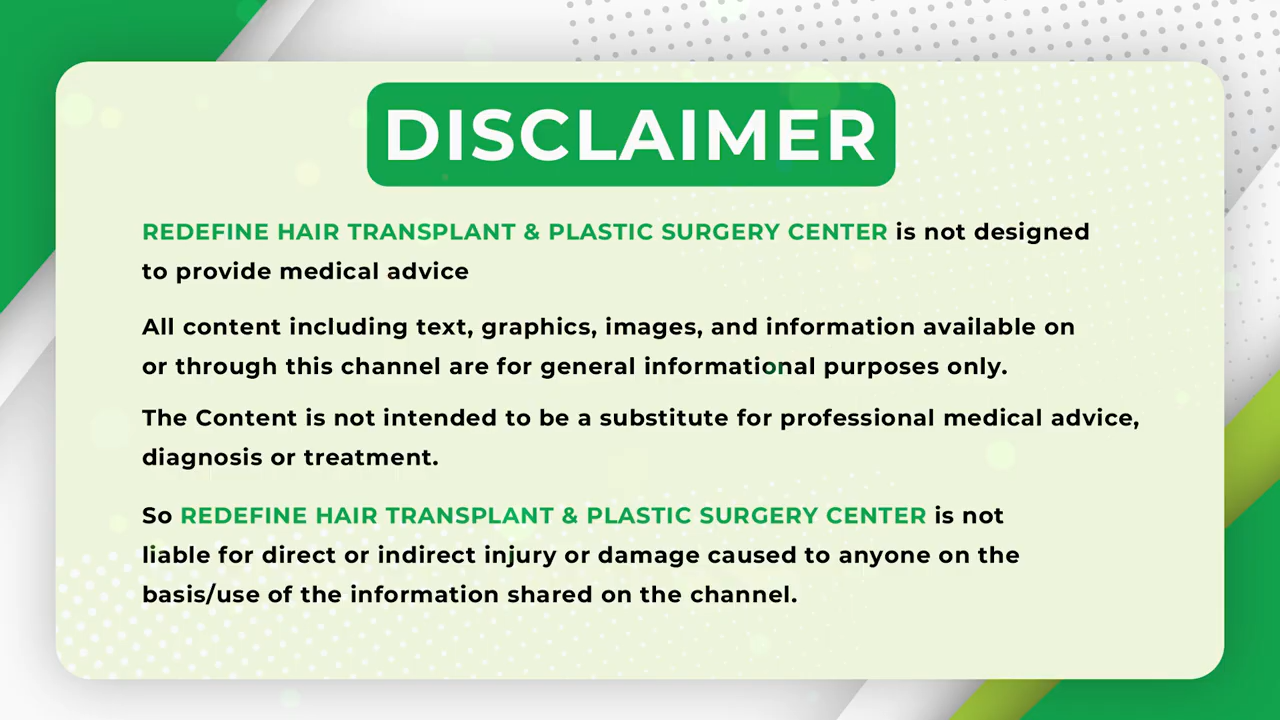 DISCLAIMER
REDEFINE HAIR TRANSPLANT & PLASTIC SURGERY CENTER is not designed
to provide medical advice
All content including text, graphics, images, and information available on
or through this channel are for general informational purposes only.
The Content is not intended to be a substitute for professional medical advice,
diagnosis or treatment.
So REDEFINE HAIR TRANSPLANT & PLASTIC SURGERY CENTER is not
liable for direct or indirect injury or damage caused to anyone on the
basis/use of the information shared on the channel.